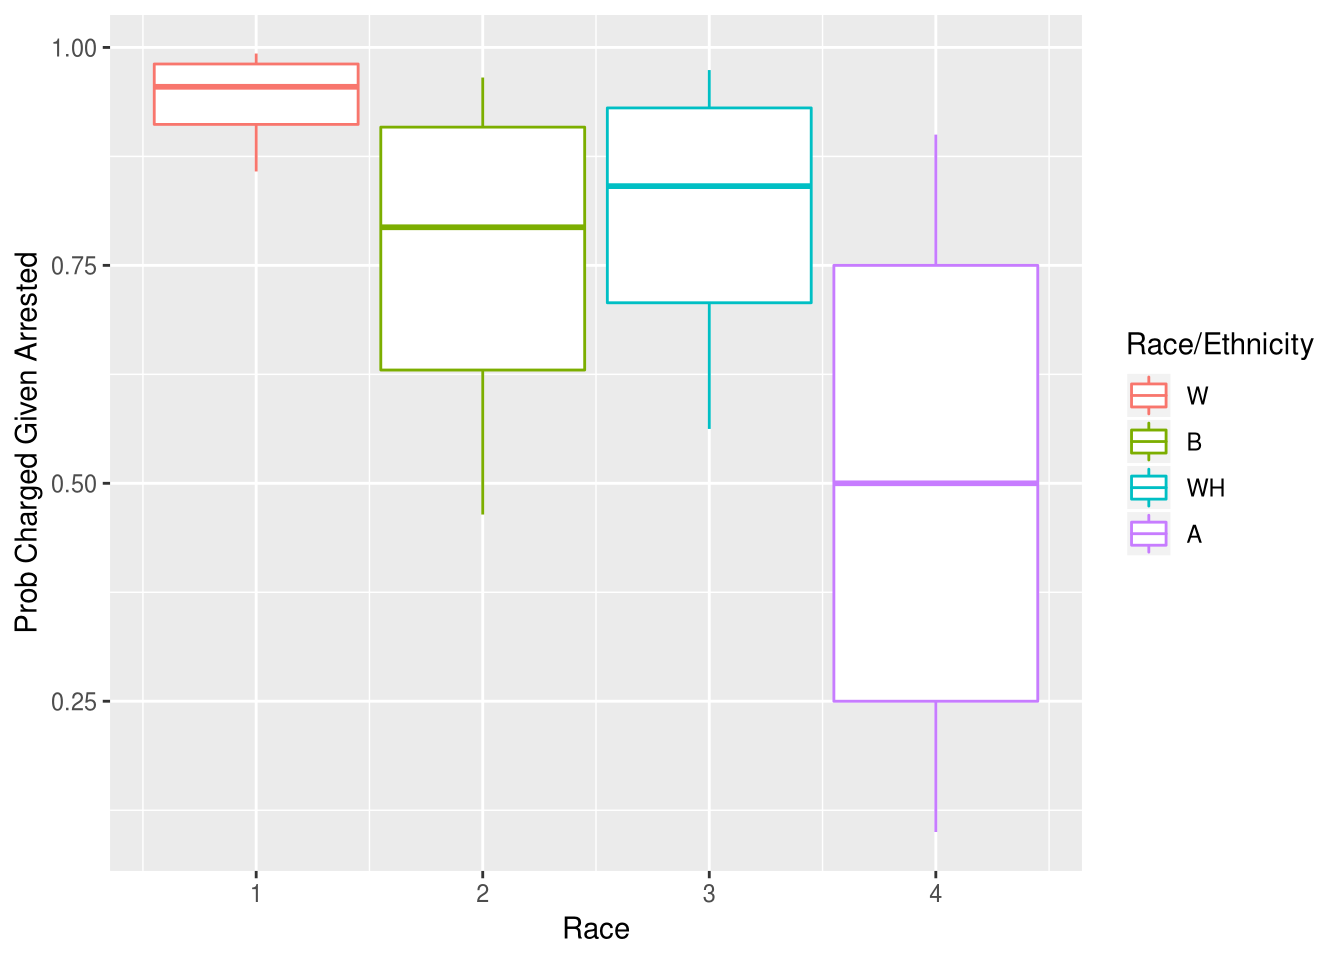 Prob Charged Given Arrested
1.00
0.75
0.50
0.25
1 2 3 4
Race
Race/Ethnicity
W
B
WH
A